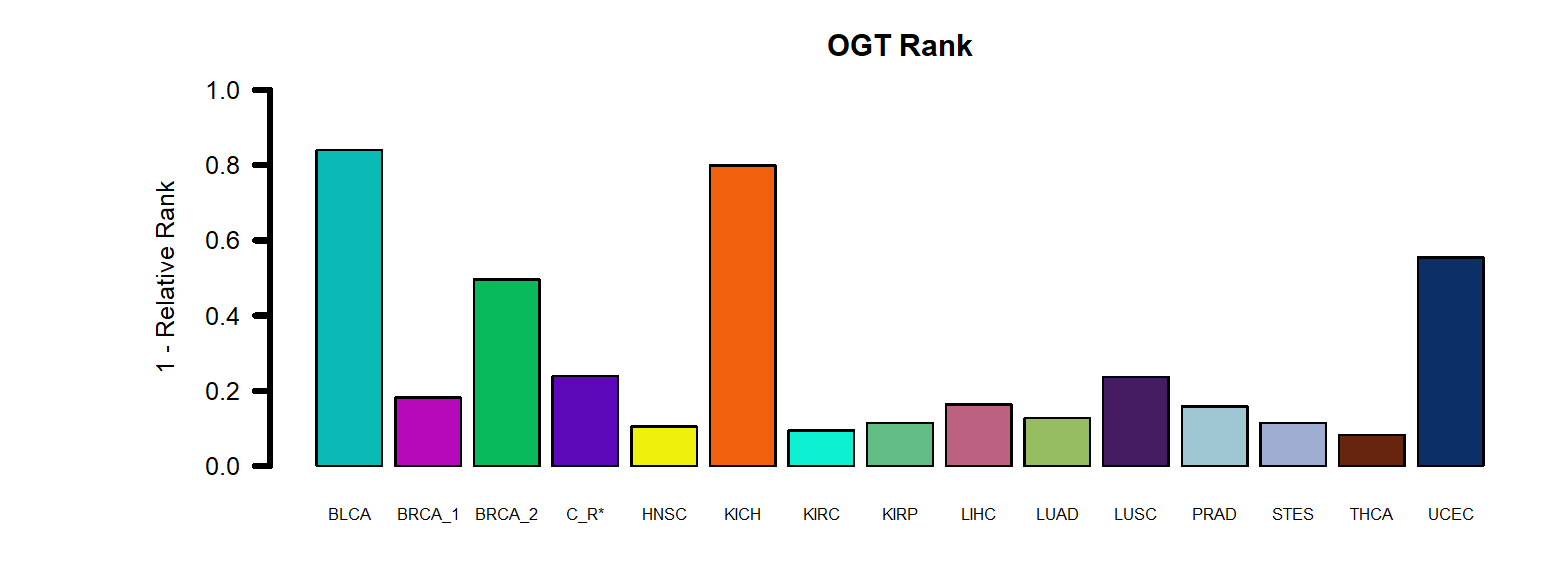 OGT Rank
1 - Relative Rank
1.0
0.8
0.6
0.4
0.2
0.0
BLCA BRCA_1 BRCA_2 C_R* HNSC KICH KIRC KIRP LIHC LUAD LUSC PRAD STES THCA UCEC